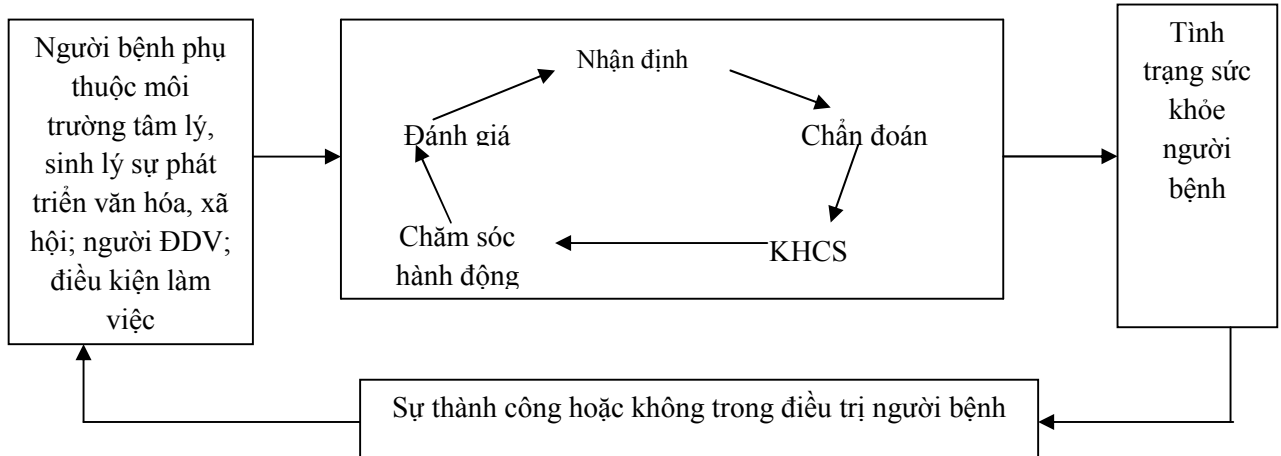 Người bệnh phụ
thuộc môi
trường tâm lý,
sinh lý sự phát
triển văn hóa, xã
hội; người ĐDV;
điều kiện làm
việc
Nhận định
Đánh giá
Chẩn đoán
Chăm sóc
hành động
KHCS
Tình
trạng sức
khỏe
người
bệnh
Sự thành công hoặc không trong điều trị người bệnh